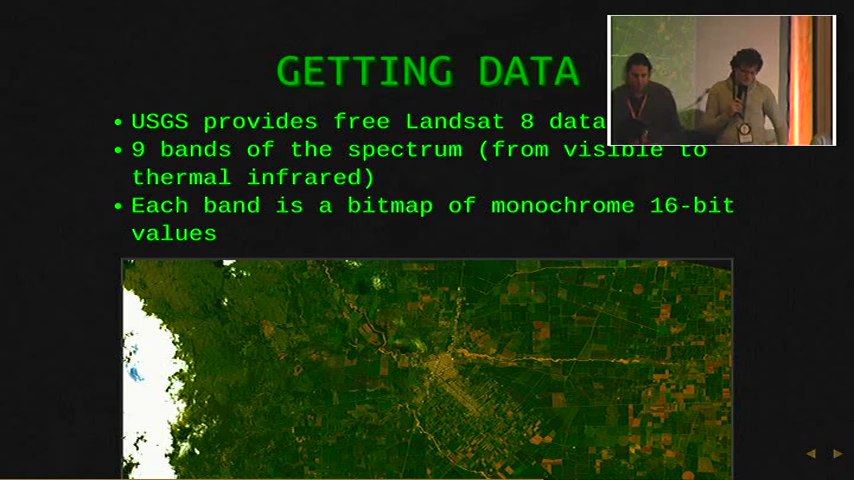 GETTING DATA
• USGS provides free Landsat 8 data
• 9 bands of the spectrum (from visible to
thermal infrared)
• Each band is a bitmap of monochrome 16-bit
values